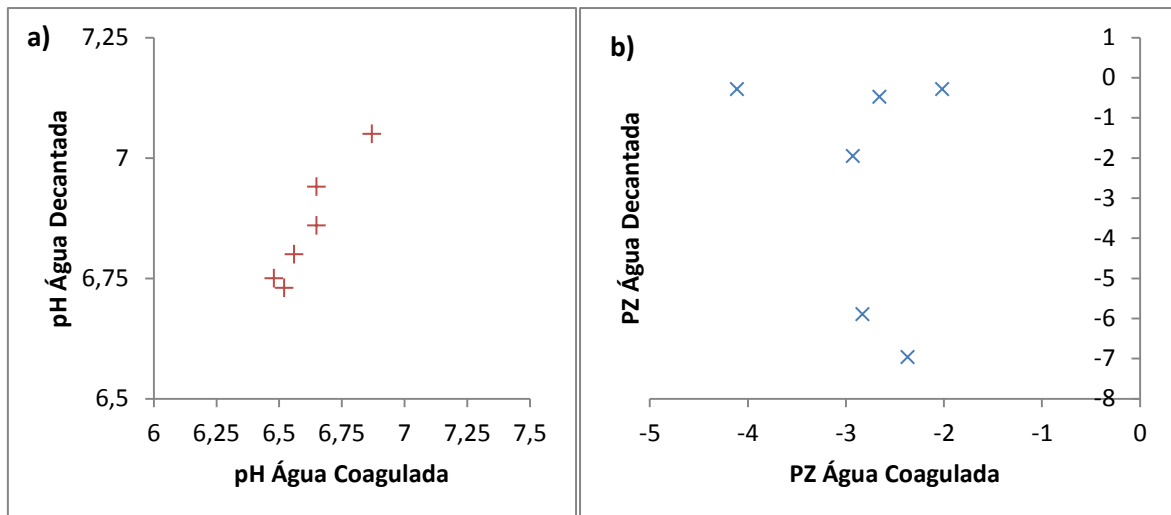 a)
7,25
7
6,75
6,5
pH Água Decantada
6 6,25 6,5 6,75 7 7,25 7,5
pH Água Coagulada
b)
1
0
-1
-2
-3
-4
-5
-6
-7
-8
PZ Água Decantada
-5 -4 -3 -2 -1 0
PZ Água Coagulada